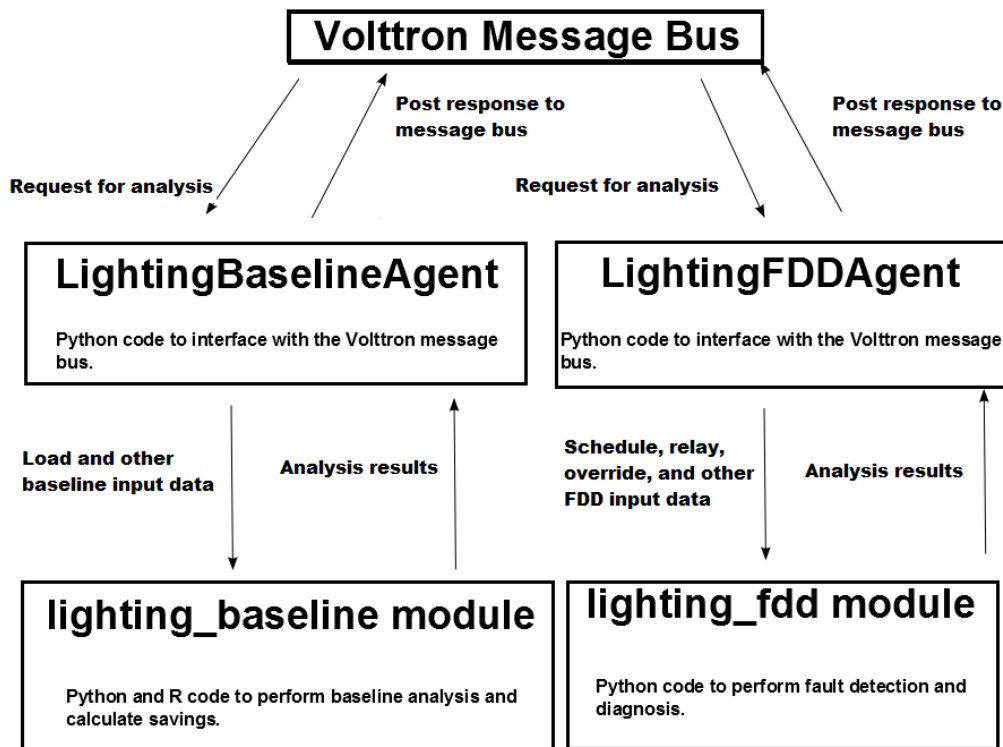 Volttron Message Bus
Post response to
message bus
Post response to
message bus
Request for analysis
Request for analysis
LightingBaselineAgent
Python code to interface with the Volttron message
bus.
LightingFDDAgent
Python code to interface with the Volttron message
bus.
Load and other
baseline input data
Analysis results
Schedule, relay,
override, and other
FDD input data
Analysis results
lighting_baseline module
Python and R code to perform baseline analysis and
calculate savings.
lighting_fdd module
Python code to perform fault detection and
diagnosis.